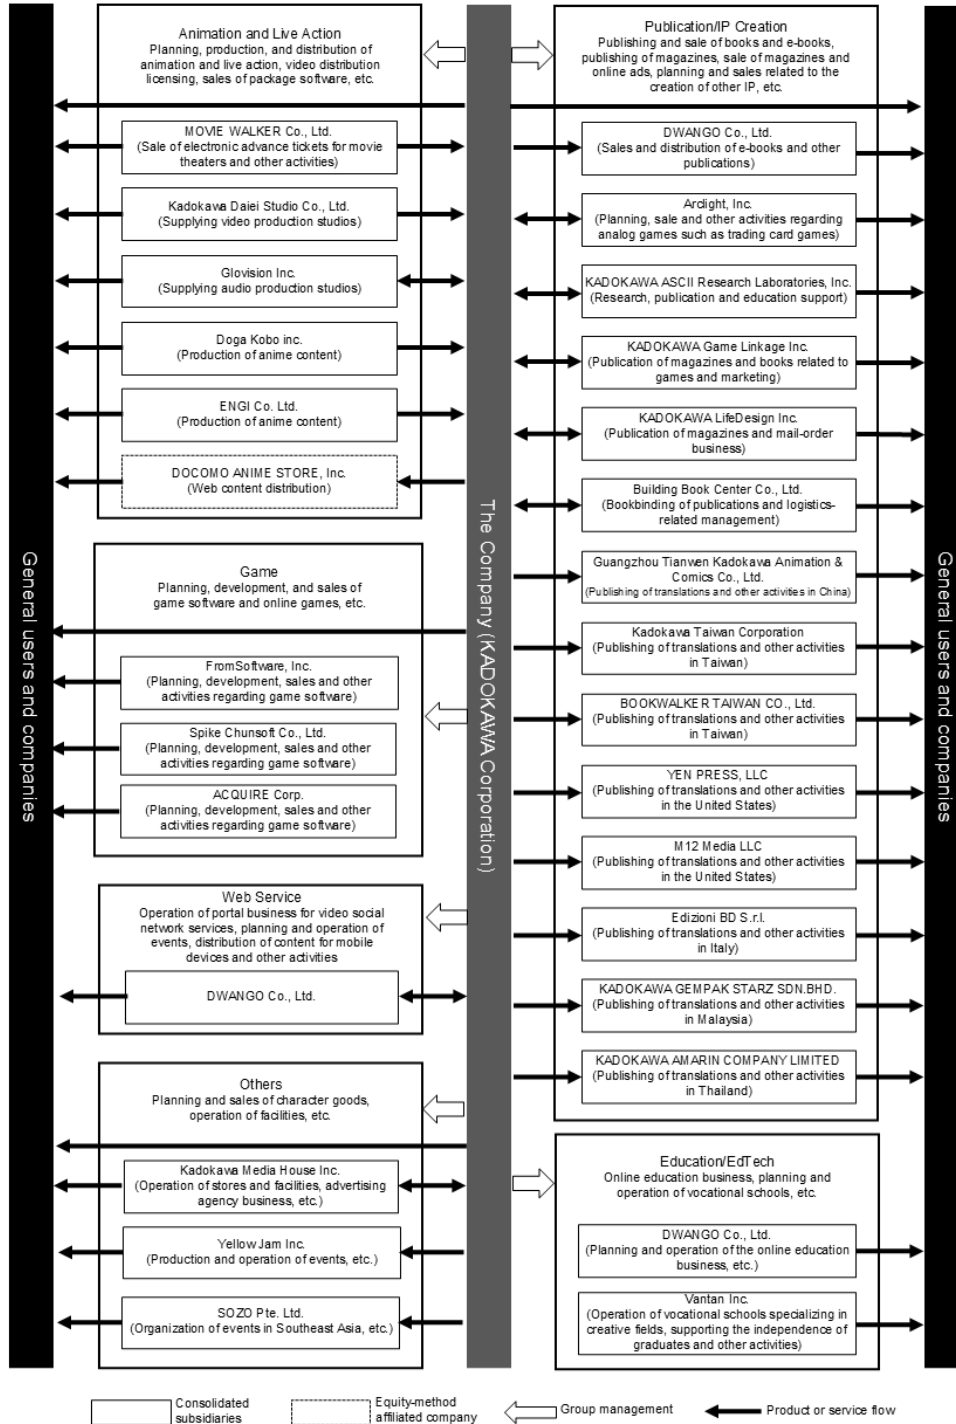 Animation and Live Action
Planning, production, and distribution of
animation and live action, video distribution
licensing, sales of package software, etc.
MOVIE WALKER Co., Ltd.
(Sale of electronic advance tickets for movie
theaters and other activities)
Kadokawa Daiei Studio Co., Ltd.
(Supplying video production studios)
Glovision Inc.
(Supplying audio production studios)
Doga Kobo inc.
(Production of anime content)
ENGI Co. Ltd.
(Production of anime content)
DOCOMO ANIME STORE, Inc.
(Web content distribution)
Game
Planning, development, and sales of
game software and online games, etc.
FromSoftware, Inc.
(Planning, development, sales and other
activities regarding game software)
Spike Chunsoft Co., Ltd.
(Planning, development, sales and other
activities regarding game software)
ACQUIRE Corp.
(Planning, development, sales and other
activities regarding game software)
Web Service
Operation of portal business for video social
network services, planning and operation of
events, distribution of content for mobile
devices and other activities
DWANGO Co., Ltd.
Others
Planning and sales of character goods,
operation of facilities, etc.
Kadokawa Media House Inc.
(Operation of stores and facilities, advertising
agency business, etc.)
Yellow Jam Inc.
(Production and operation of events, etc.)
SOZO Pte. Ltd.
(Organization of events in Southeast Asia, etc.)
General users and companies
The Company (KADOKAWA Corporation)
Publication/IP Creation
Publishing and sale of books and e-books,
publishing of magazines, sale of magazines and
online ads, planning and sales related to the
creation of other IP, etc.
DWANGO Co., Ltd.
(Sales and distribution of e-books and other
publications)
Arclight, Inc.
(Planning, sale and other activities regarding
analog games such as trading card games)
KADOKAWA ASCII Research Laboratories, Inc.
(Research, publication and education support)
KADOKAWA Game Linkage Inc.
(Publication of magazines and books related to
games and marketing)
KADOKAWA LifeDesign Inc.
(Publication of magazines and mail-order
business)
Building Book Center Co., Ltd.
(Bookbinding of publications and logistics-
related management)
Guangzhou Tianwen Kadokawa Animation &
Comics Co., Ltd.
(Publishing of translations and other activities in China)
Kadokawa Taiwan Corporation
(Publishing of translations and other activities
in Taiwan)
BOOKWALKER TAIWAN CO., Ltd.
(Publishing of translations and other activities
in Taiwan)
YEN PRESS, LLC
(Publishing of translations and other activities
in the United States)
M12 Media LLC
(Publishing of translations and other activities
in the United States)
Edizioni BD S.r.l.
(Publishing of translations and other activities
in Italy)
KADOKAWA GEMPAK STARZ SDN.BHD.
(Publishing of translations and other activities
in Malaysia)
KADOKAWA AMARIN COMPANY LIMITED
(Publishing of translations and other activities
in Thailand)
Education/EdTech
Online education business, planning and
operation of vocational schools, etc.
DWANGO Co., Ltd.
(Planning and operation of the online education
business, etc.)
Vantan Inc.
(Operation of vocational schools specializing in
creative fields, supporting the independence of
graduates and other activities)
General users and companies
Consolidated
subsidiaries
Equity-method
affiliated company
Group management
Product or service flow